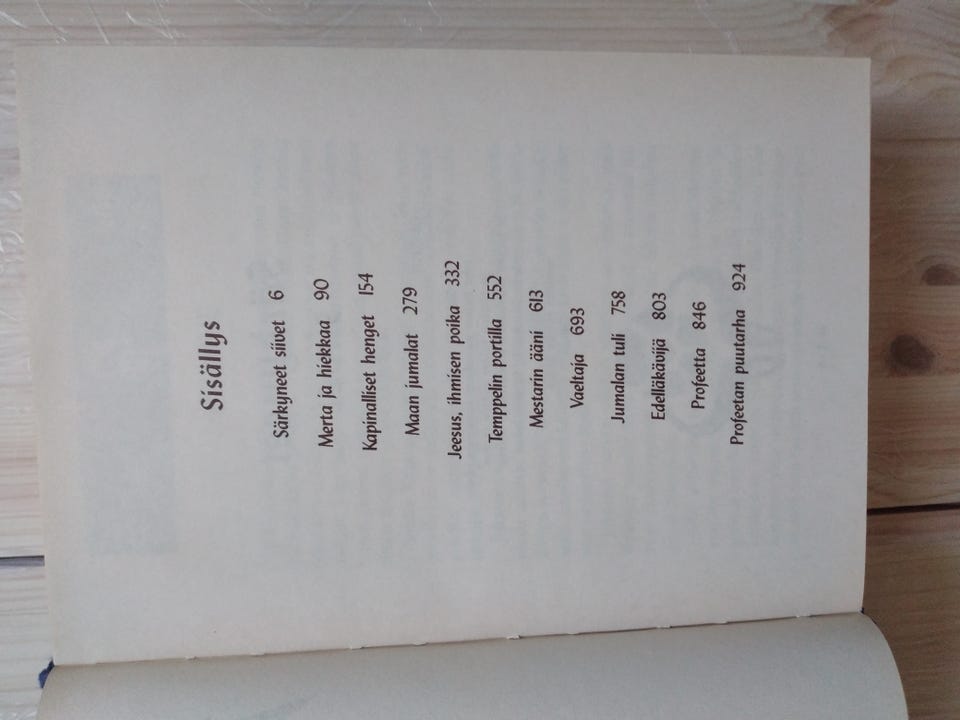 Sisällys
Särkyneet siivet 6
Merta ja hiekkaa 90
Kapinalliset henget 154
Maan jumalat 279
Jeesus, ihmisen poika 332
Temppelin portilla 552
Mestarin ääni 613
Vaeltaja 693
Jumalan tuli 758
Edelläkävijä 803
Profeetta 846
Profeetan puutarha 924